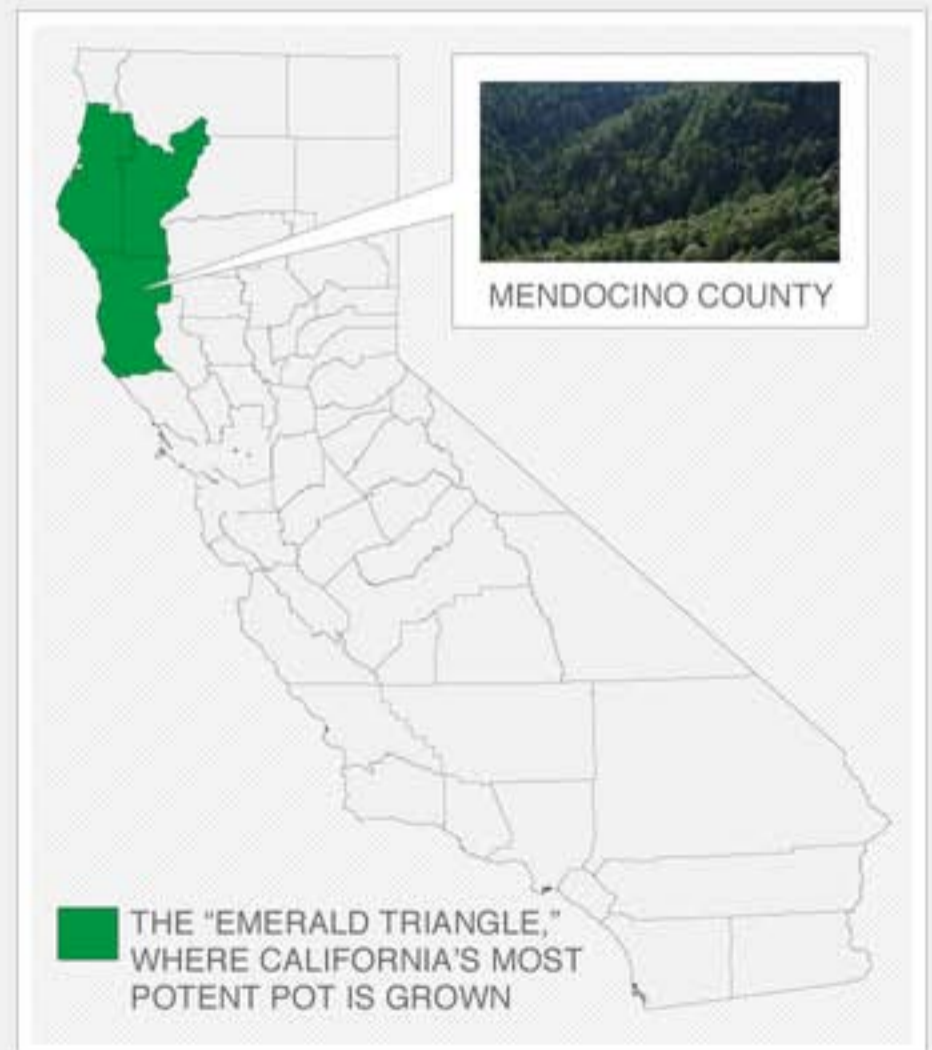 MENDOCINO COUNTY
THE “EMERALD TRIANGLE,”
WHERE CALIFORNIA’S MOST
POTENT POT IS GROWN